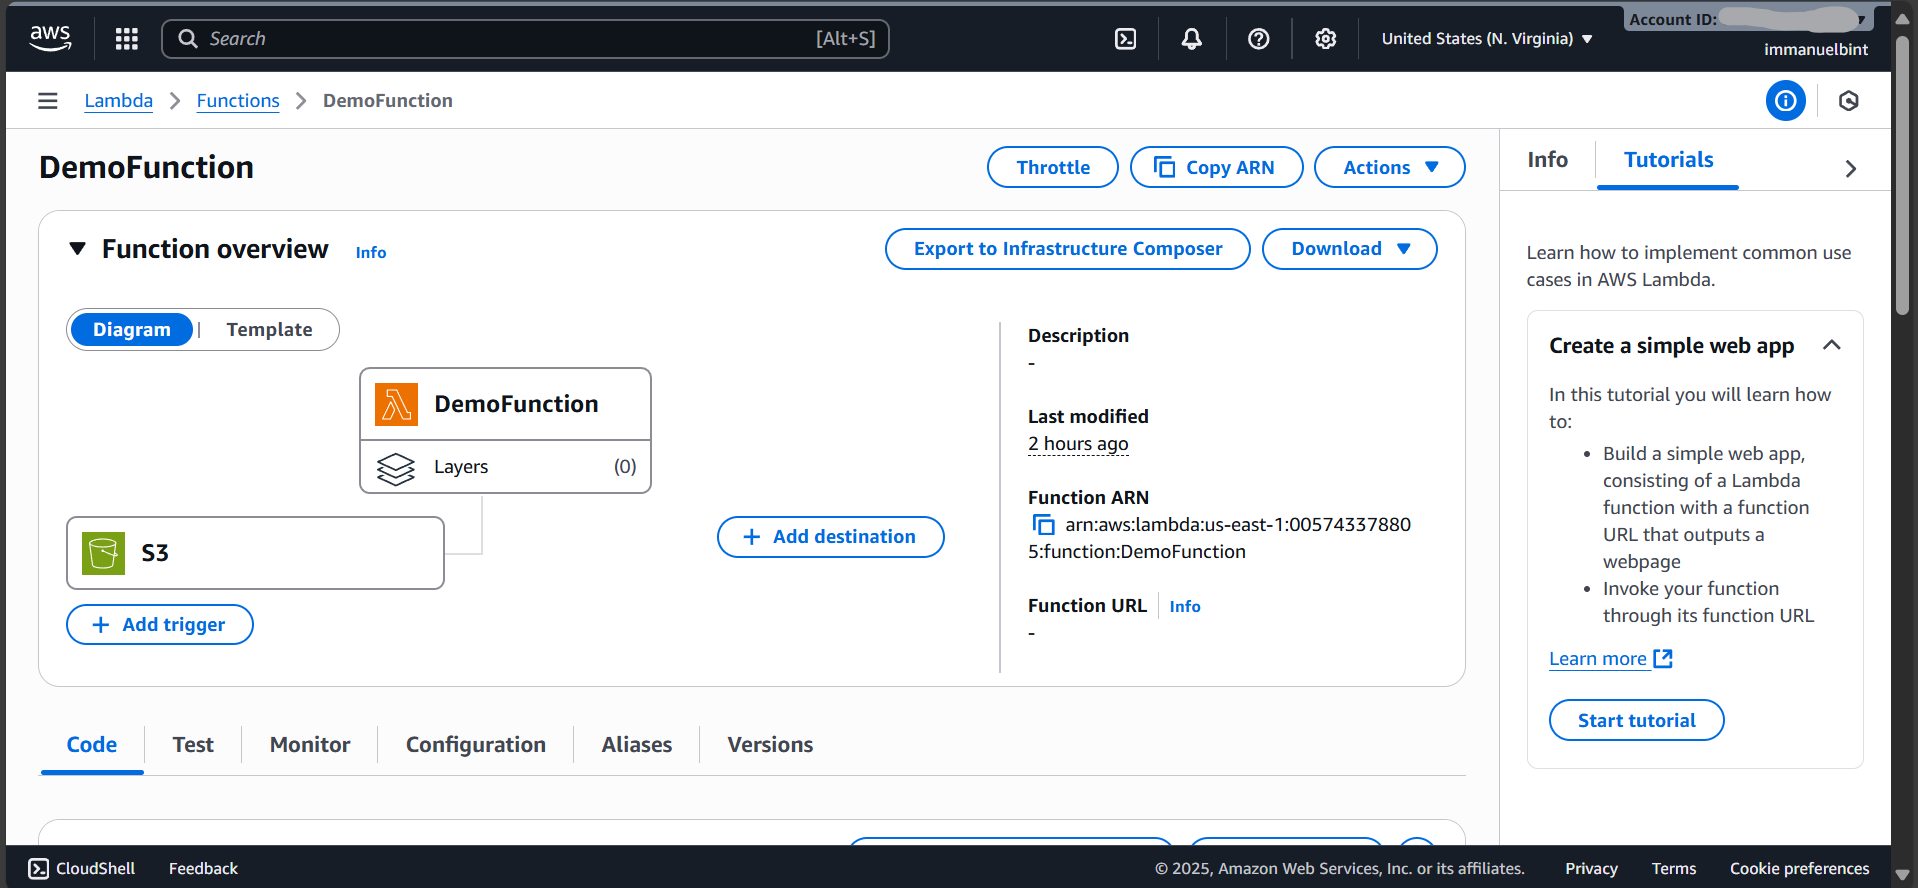 aws
Search [Alt+S]
United States (N. Virginia)
Account ID:
immanuelbint
Lambda
Functions
DemoFunction
DemoFunction
Throttle
Copy ARN
Actions
Function overview
Info
Export to Infrastructure Composer
Download
Diagram | Template
DemoFunction
Layers (0)
S3
Add trigger
Add destination
Description
-
Last modified
2 hours ago
Function ARN
arn:aws:lambda:us-east-1:00574337880
5:function:DemoFunction
Function URL Info
-
Code
Test
Monitor
Configuration
Aliases
Versions
Info
Tutorials
Learn how to implement common use
cases in AWS Lambda.
Create a simple web app
In this tutorial you will learn how
to:
• Build a simple web app,
consisting of a Lambda
function with a function
URL that outputs a
webpage
• Invoke your function
through its function URL
Learn more
Start tutorial
CloudShell
Feedback
© 2025, Amazon Web Services, Inc. or its affiliates.
Privacy
Terms
Cookie preferences